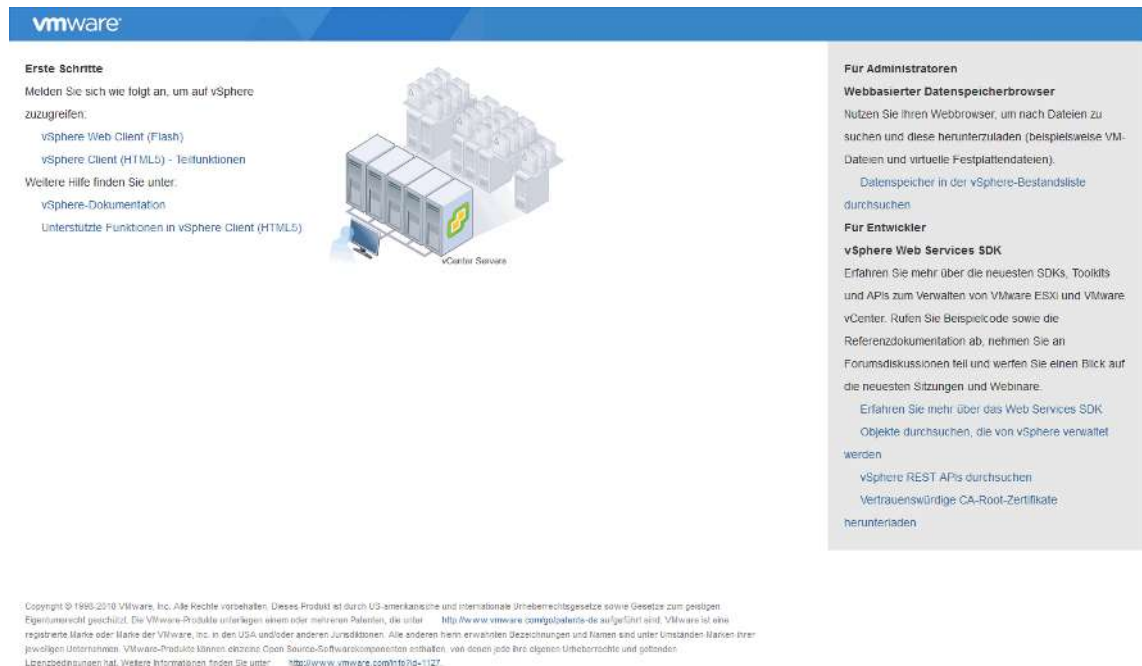 vmware
Erste Schritte
Melden Sie sich wie folgt an, um auf vSphere
zuzugreifen:
vSphere Web Client (Flash)
vSphere Client (HTML5) - Teilfunktionen
Weitere Hilfe finden Sie unter:
vSphere-Dokumentation
Unterstützte Funktionen in vSphere Client (HTML5)
vCenter Servers
Für Administratoren
Webbasierter Datenspeicherbrowser
Nutzen Sie Ihren Webbrowser, um nach Dateien zu
suchen und diese herunterzuladen (beispielsweise VM-
Dateien und virtuelle Festplattendateien).
Datenspeicher in der vSphere-Bestandsliste
durchsuchen
Für Entwickler
vSphere Web Services SDK
Erfahren Sie mehr über die neuesten SDKs, Toolkits
und APIs zum Verwalten von VMware ESXi und VMware
vCenter. Rufen Sie Beispielcode sowie die
Referenzdokumentation ab, nehmen Sie an
Forumsdiskussionen teil und werfen Sie einen Blick auf
die neuesten Sitzungen und Webinare.
Erfahren Sie mehr über das Web Services SDK
Objekte durchsuchen, die von vSphere verwaltet
werden
vSphere REST APIs durchsuchen
Vertrauenswürdige CA-Root-Zertifikate
herunterladen
Copyright © 1998-2018 VMware, Inc. Alle Rechte vorbehalten. Dieses Produkt ist durch US-amerikanische und internationale Urheberrechtsgesetze sowie Gesetze zum geistigen
Eigentumsrecht geschützt. Die VMware-Produkte unterliegen einem oder mehreren Patenten, die unter http://www.vmware.com/go/patents-de aufgeführt sind. VMware ist eine
registrierte Marke oder Marke der VMware, Inc. in den USA und/oder anderen Jurisdiktionen. Alle anderen hierin erwähnten Bezeichnungen und Namen sind unter Umständen Marken ihrer
jeweiligen Unternehmen. VMware-Produkte können einzelne Open Source-Softwarekomponenten enthalten, von denen jede ihre eigenen Urheberrechte und geltenden
Lizenzbedingungen hat. Weitere Informationen finden Sie unter http://www.vmware.com/info?id=1127.